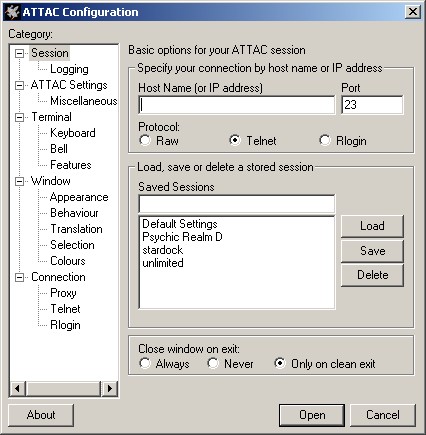 ATTAC Configuration
Category:
Session
Logging
ATTAC Settings
Miscellaneous
Terminal
Keyboard
Bell
Features
Window
Appearance
Behaviour
Translation
Selection
Colours
Connection
Proxy
Telnet
Rlogin
Basic options for your ATTAC session
Specify your connection by host name or IP address
Host Name (or IP address) Port
23
Protocol:
Raw Telnet Rlogin
Load, save or delete a stored session
Saved Sessions
Default Settings
Psychic Realm D
stardock
unlimited
Load
Save
Delete
Close window on exit:
Always Never Only on clean exit
About Open Cancel